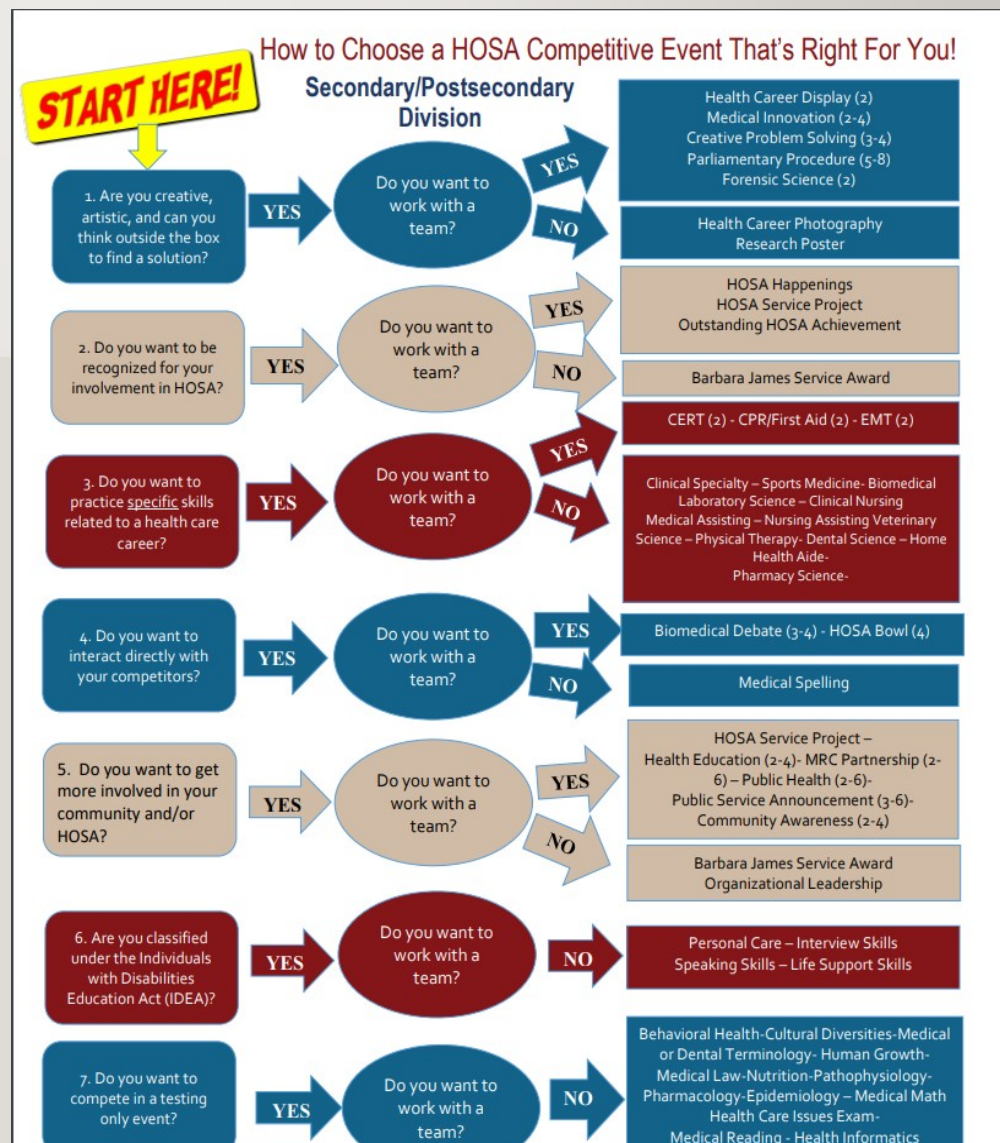 How to Choose a HOSA Competitive Event That's Right For You!
START HERE!
Secondary/Postsecondary
Division
1. Are you creative,
artistic, and can you
think outside the box
to find a solution?
YES
Do you want to
work with a
team?
YES
Health Career Display (2)
Medical Innovation (2-4)
Creative Problem Solving (3-4)
Parliamentary Procedure (5-8)
Forensic Science (2)
NO
Health Career Photography
Research Poster
2. Do you want to be
recognized for your
involvement in HOSA?
YES
Do you want to
work with a
team?
YES
HOSA Happenings
HOSA Service Project
Outstanding HOSA Achievement
NO
Barbara James Service Award
3. Do you want to
practice specific skills
related to a health care
career?
YES
Do you want to
work with a
team?
YES
CERT (2) - CPR/First Aid (2) - EMT (2)
NO
Clinical Specialty – Sports Medicine- Biomedical
Laboratory Science – Clinical Nursing
Medical Assisting – Nursing Assisting Veterinary
Science – Physical Therapy- Dental Science – Home
Health Aide-
Pharmacy Science-
4. Do you want to
interact directly with
your competitors?
YES
Do you want to
work with a
team?
YES
Biomedical Debate (3-4) - HOSA Bowl (4)
NO
Medical Spelling
5. Do you want to get
more involved in your
community and/or
HOSA?
YES
Do you want to
work with a
team?
YES
HOSA Service Project –
Health Education (2-4)- MRC Partnership (2-
6) – Public Health (2-6)-
Public Service Announcement (3-6)-
Community Awareness (2-4)
NO
Barbara James Service Award
Organizational Leadership
6. Are you classified
under the Individuals
with Disabilities
Education Act (IDEA)?
YES
Do you want to
work with a
team?
NO
Personal Care – Interview Skills
Speaking Skills – Life Support Skills
7. Do you want to
compete in a testing
only event?
YES
Do you want to
work with a
team?
NO
Behavioral Health-Cultural Diversities-Medical
or Dental Terminology- Human Growth-
Medical Law-Nutrition-Pathophysiology-
Pharmacology-Epidemiology – Medical Math
Health Care Issues Exam-
Medical Reading - Health Informatics